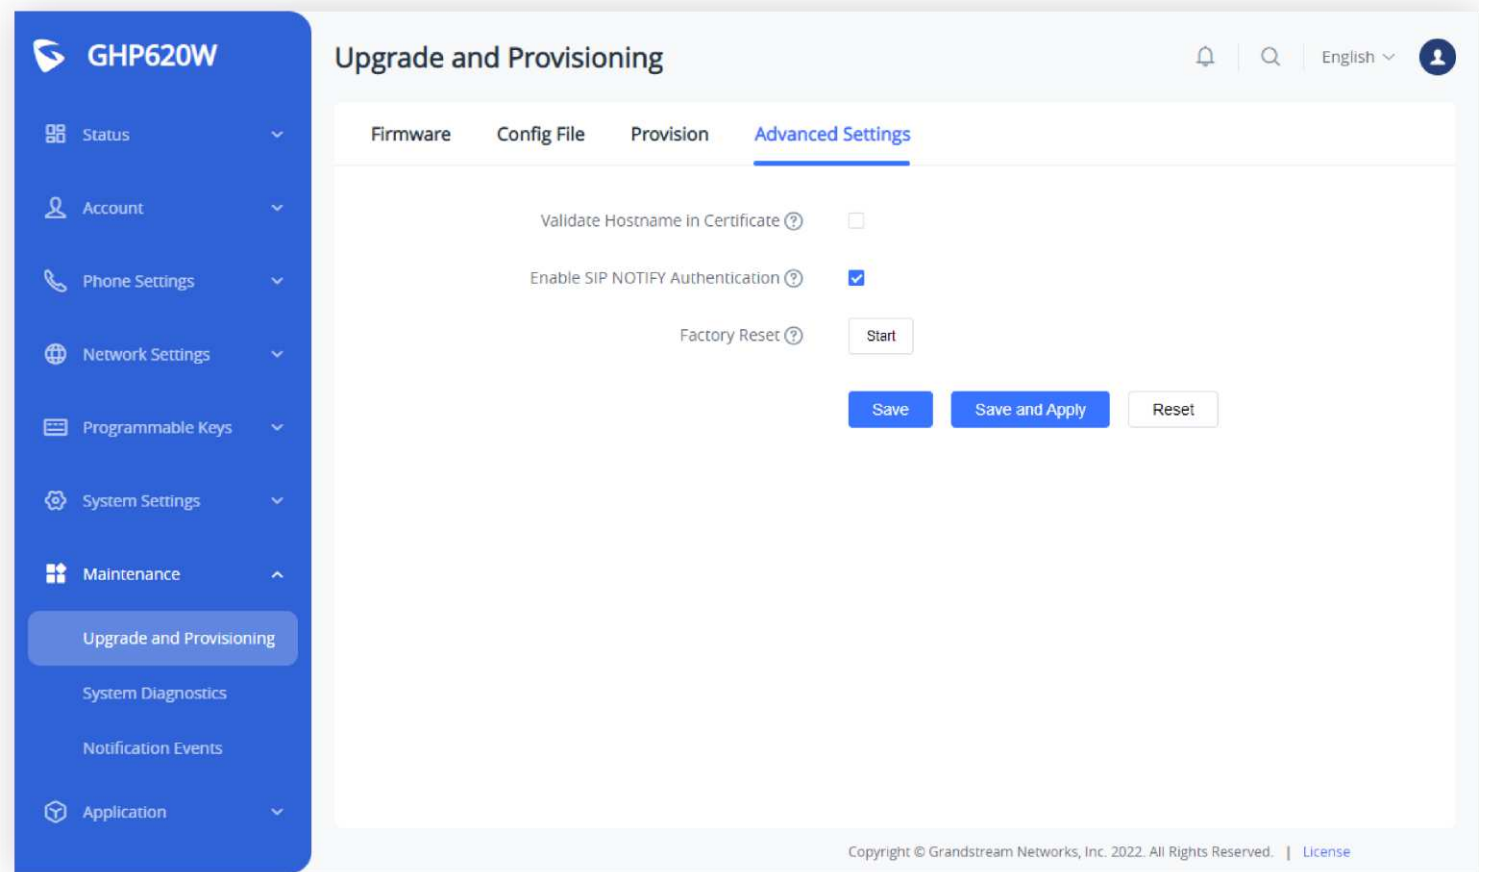 GHP620W
Status
Account
Phone Settings
Network Settings
Programmable Keys
System Settings
Maintenance
Upgrade and Provisioning
System Diagnostics
Notification Events
Application
Upgrade and Provisioning
English
Firmware Config File Provision Advanced Settings
Validate Hostname in Certificate ?
Enable SIP NOTIFY Authentication ?
Factory Reset ? Start
Save Save and Apply Reset
Copyright © Grandstream Networks, Inc. 2022. All Rights Reserved. | License